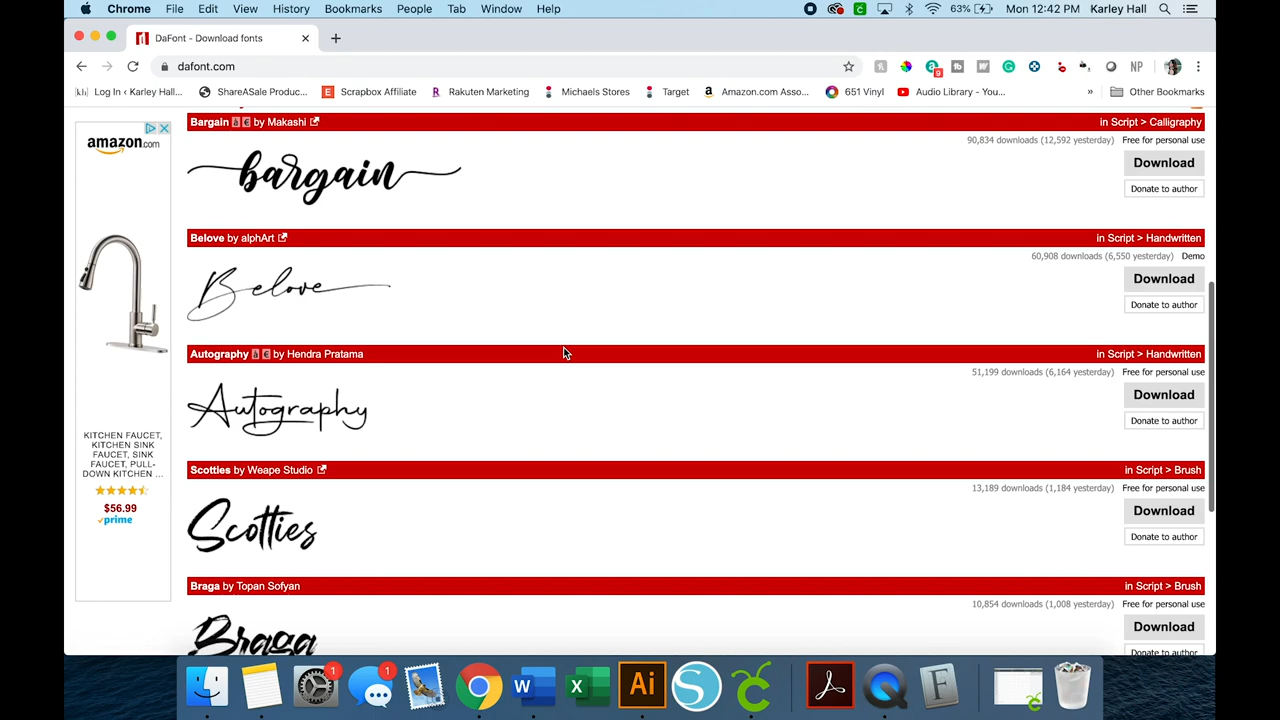 Chrome File Edit View History Bookmarks People Tab Window Help 63% Mon 12:42 PM Karley Hall
DaFont - Download fonts
dafont.com
9 NP
Log In ‹ Karley Hall... ShareASale Produc... Scrapbox Affiliate Rakuten Marketing Michaels Stores Target Amazon.com Asso... 651 Vinyl Audio Library - You... » Other Bookmarks
Bargain à € by Makashi in Script > Calligraphy
90,834 downloads (12,592 yesterday) Free for personal use
bargain
Download
Donate to author
Belove by alphArt in Script > Handwritten
60,908 downloads (6,550 yesterday) Demo
Belove
Download
Donate to author
Autography à € by Hendra Pratama in Script > Handwritten
51,199 downloads (6,164 yesterday) Free for personal use
Autography
Download
Donate to author
Scotties by Weape Studio in Script > Brush
13,189 downloads (1,184 yesterday) Free for personal use
Scotties
Download
Donate to author
Braga by Topan Sofyan in Script > Brush
10,854 downloads (1,008 yesterday) Free for personal use
Braga
Download
Donate to author
amazon.com
KITCHEN FAUCET,
KITCHEN SINK
FAUCET, SINK
FAUCET, PULL-
DOWN KITCHEN ...
$56.99
prime
1 1 W X Ai S F